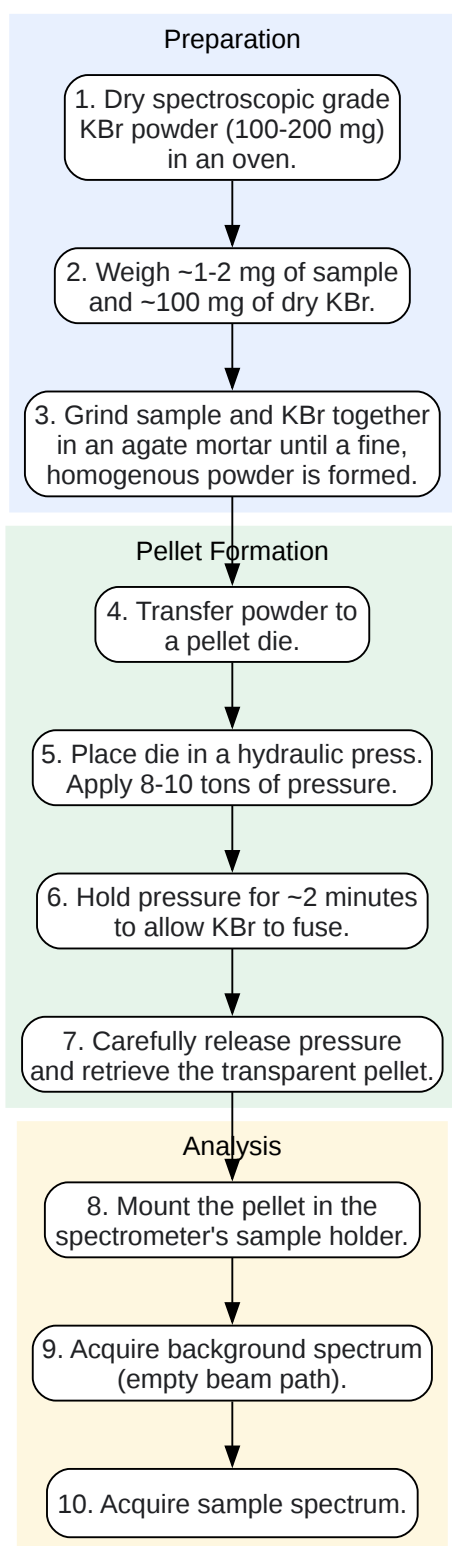 Preparation
1. Dry spectroscopic grade
KBr powder (100-200 mg)
in an oven.
2. Weigh ~1-2 mg of sample
and ~100 mg of dry KBr.
3. Grind sample and KBr together
in an agate mortar until a fine,
homogenous powder is formed.
Pellet Formation
4. Transfer powder to
a pellet die.
5. Place die in a hydraulic press.
Apply 8-10 tons of pressure.
6. Hold pressure for ~2 minutes
to allow KBr to fuse.
7. Carefully release pressure
and retrieve the transparent pellet.
Analysis
8. Mount the pellet in the
spectrometer's sample holder.
9. Acquire background spectrum
(empty beam path).
10. Acquire sample spectrum.